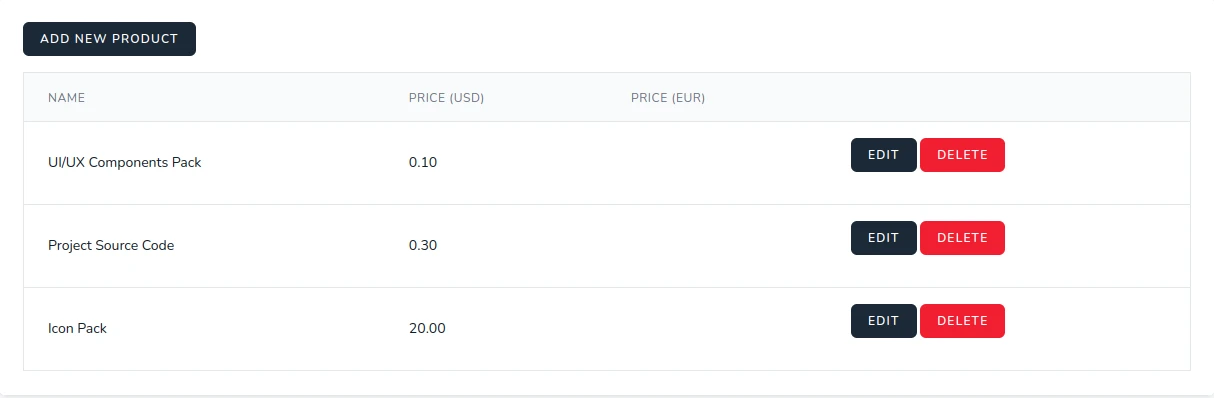 ADD NEW PRODUCT
NAME PRICE (USD) PRICE (EUR)
UI/UX Components Pack 0.10 EDIT DELETE
Project Source Code 0.30 EDIT DELETE
Icon Pack 20.00 EDIT DELETE